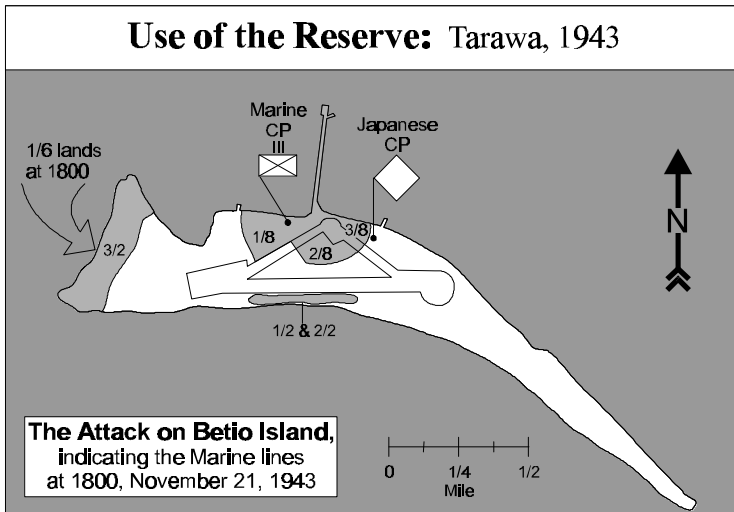 Use of the Reserve: Tarawa, 1943
Marine
CP
III
Japanese
CP
1/6 lands
at 1800
N
3/2
1/8
2/8
3/8
1/2 & 2/2
The Attack on Betio Island,
indicating the Marine lines
at 1800, November 21, 1943
0 1/4 1/2
Mile